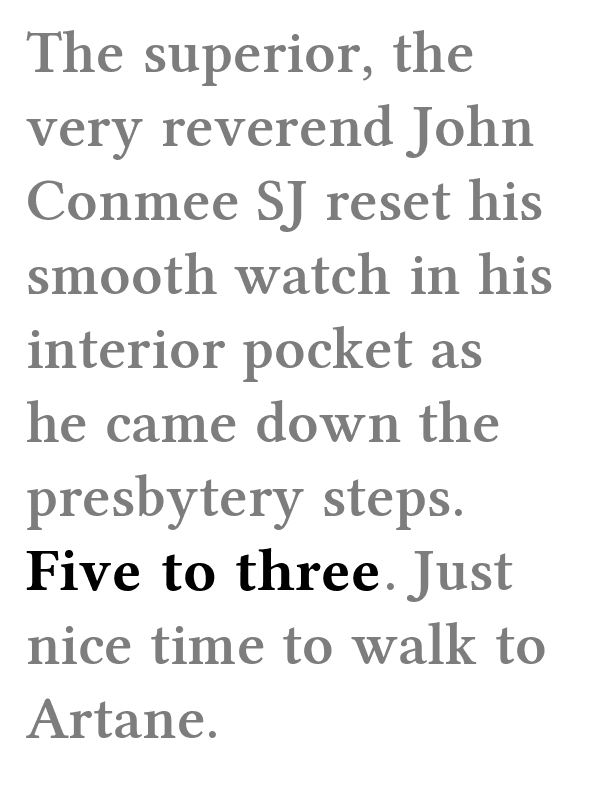 The superior, the
very reverend John
Conmee SJ reset his
smooth watch in his
interior pocket as
he came down the
presbytery steps.
Five to three. Just
nice time to walk to
Artane.